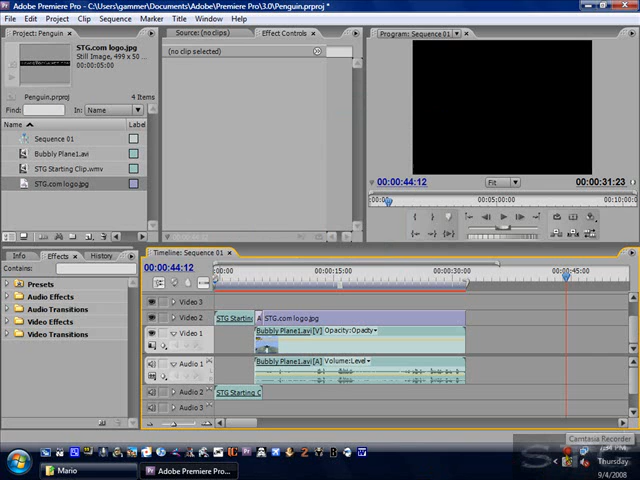 Adobe Premiere Pro - C:\Users\gammer\Documents\Adobe\Premiere Pro\3.0\Penguin.prproj *
File Edit Project Clip Sequence Marker Title Window Help
Project: Penguin
STG.com logo.jpg
Still Image, 499 x 50 ...
00:00:05:00
Penguin.prproj 4 Items
Find: In: Name
Name Label
Sequence 01
Bubbly Plane1.avi
STG Starting Clip.wmv
STG.com logo.jpg
Source: (no clips) Effect Controls
(no clip selected)
Program: Sequence 01
00:00:44:12 Fit 00:00:31:23
00:00 00:05:00:00 00:10:00:
Info Effects History
Contains:
Presets
Audio Effects
Audio Transitions
Video Effects
Video Transitions
Timeline: Sequence 01
00:00:44:12 :00:00 00:00:15:00 00:00:30:00 00:00:45:00
Video 3
Video 2 STG Starting A STG.com logo.jpg
Video 1 Bubbly Plane1.avi[V] Opacity:Opacity
Audio 1 Bubbly Plane1.avi[A] Volume:Level
Audio 2 STG Starting C
Audio 3
Camtasia Recorder
Mario Adobe Premiere Pro ...
Thursday
9/4/2008